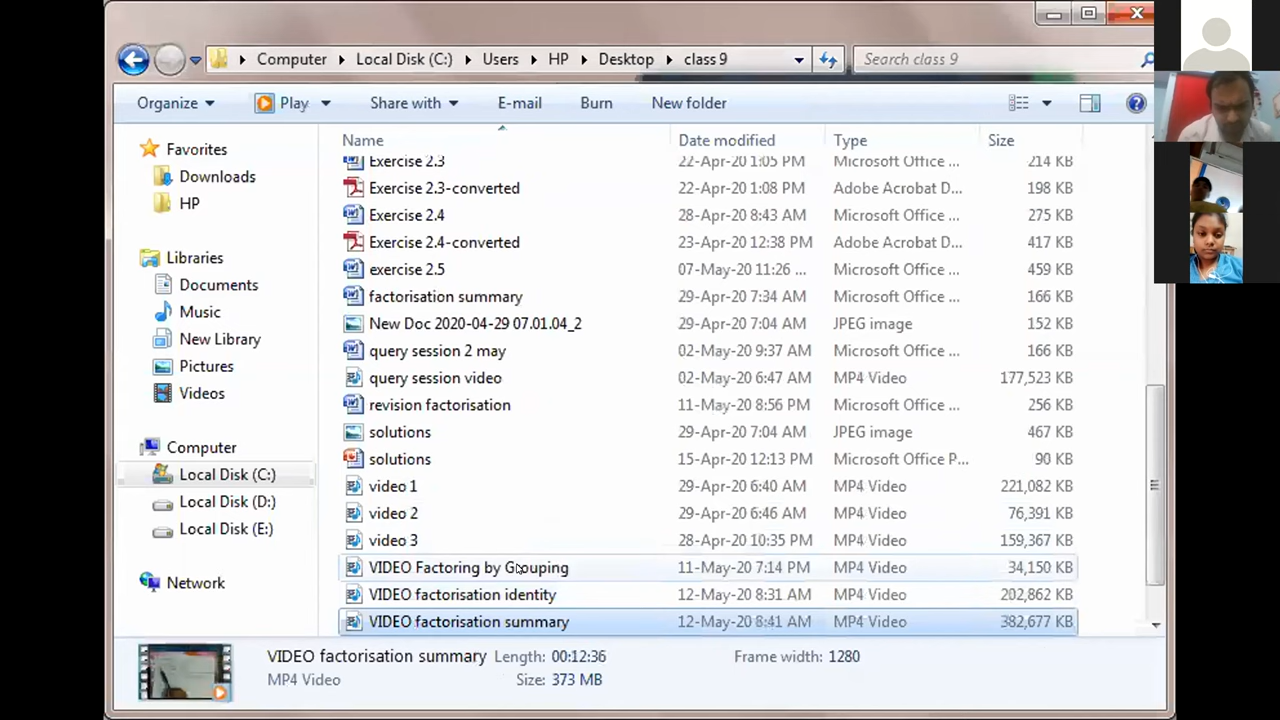 Computer Local Disk (C:) Users HP Desktop class 9 Search class 9
Organize Play Share with E-mail Burn New folder
Favorites
Downloads
HP
Libraries
Documents
Music
New Library
Pictures
Videos
Computer
Local Disk (C:)
Local Disk (D:)
Local Disk (E:)
Network
Name Date modified Type Size
Exercise 2.3 22-Apr-20 1:05 PM Microsoft Office ... 214 KB
Exercise 2.3-converted 22-Apr-20 1:08 PM Adobe Acrobat D... 198 KB
Exercise 2.4 28-Apr-20 8:43 AM Microsoft Office ... 275 KB
Exercise 2.4-converted 23-Apr-20 12:38 PM Adobe Acrobat D... 417 KB
exercise 2.5 07-May-20 11:26 ... Microsoft Office ... 459 KB
factorisation summary 29-Apr-20 7:34 AM Microsoft Office ... 166 KB
New Doc 2020-04-29 07.01.04_2 29-Apr-20 7:04 AM JPEG image 152 KB
query session 2 may 02-May-20 9:37 AM Microsoft Office ... 166 KB
query session video 02-May-20 6:47 AM MP4 Video 177,523 KB
revision factorisation 11-May-20 8:56 PM Microsoft Office ... 256 KB
solutions 29-Apr-20 7:04 AM JPEG image 467 KB
solutions 15-Apr-20 12:13 PM Microsoft Office P... 90 KB
video 1 29-Apr-20 6:40 AM MP4 Video 221,082 KB
video 2 29-Apr-20 6:46 AM MP4 Video 76,391 KB
video 3 28-Apr-20 10:35 PM MP4 Video 159,367 KB
VIDEO Factoring by Grouping 11-May-20 7:14 PM MP4 Video 34,150 KB
VIDEO factorisation identity 12-May-20 8:31 AM MP4 Video 202,862 KB
VIDEO factorisation summary 12-May-20 8:41 AM MP4 Video 382,677 KB
VIDEO factorisation summary Length: 00:12:36 Frame width: 1280
MP4 Video Size: 373 MB